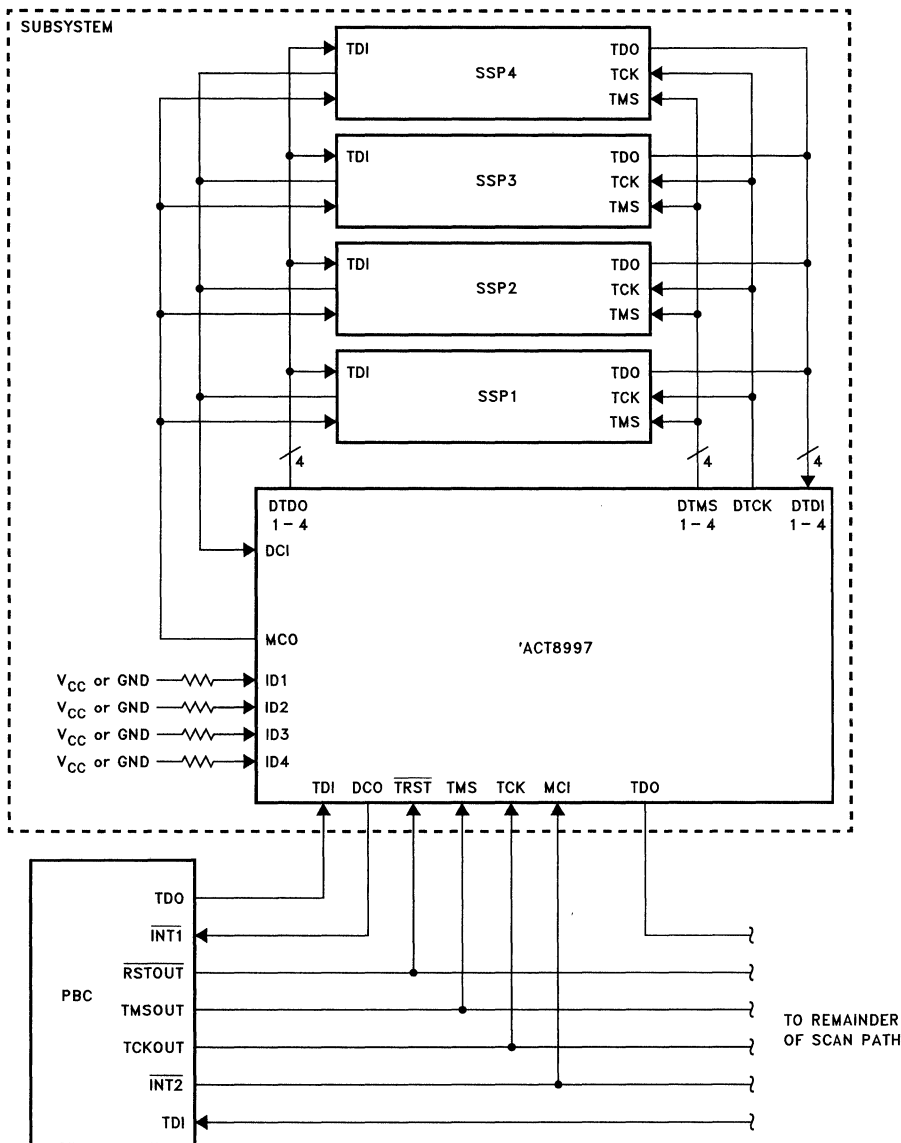 SUBSYSTEM
TDI
SSP4
TDO
TCK
TMS
TDI
SSP3
TDO
TCK
TMS
TDI
SSP2
TDO
TCK
TMS
TDI
SSP1
TDO
TCK
TMS
4
4
4
DTDO
1 – 4
DTMS
1 – 4
DTCK
DTDI
1 – 4
DCI
MCO
'ACT8997
VCC or GND
ID1
VCC or GND
ID2
VCC or GND
ID3
VCC or GND
ID4
TDI
DCO
TRST
TMS
TCK
MCI
TDO
PBC
TDO
INT1
RSTOUT
TMSOUT
TCKOUT
INT2
TDI
TO REMAINDER
OF SCAN PATH